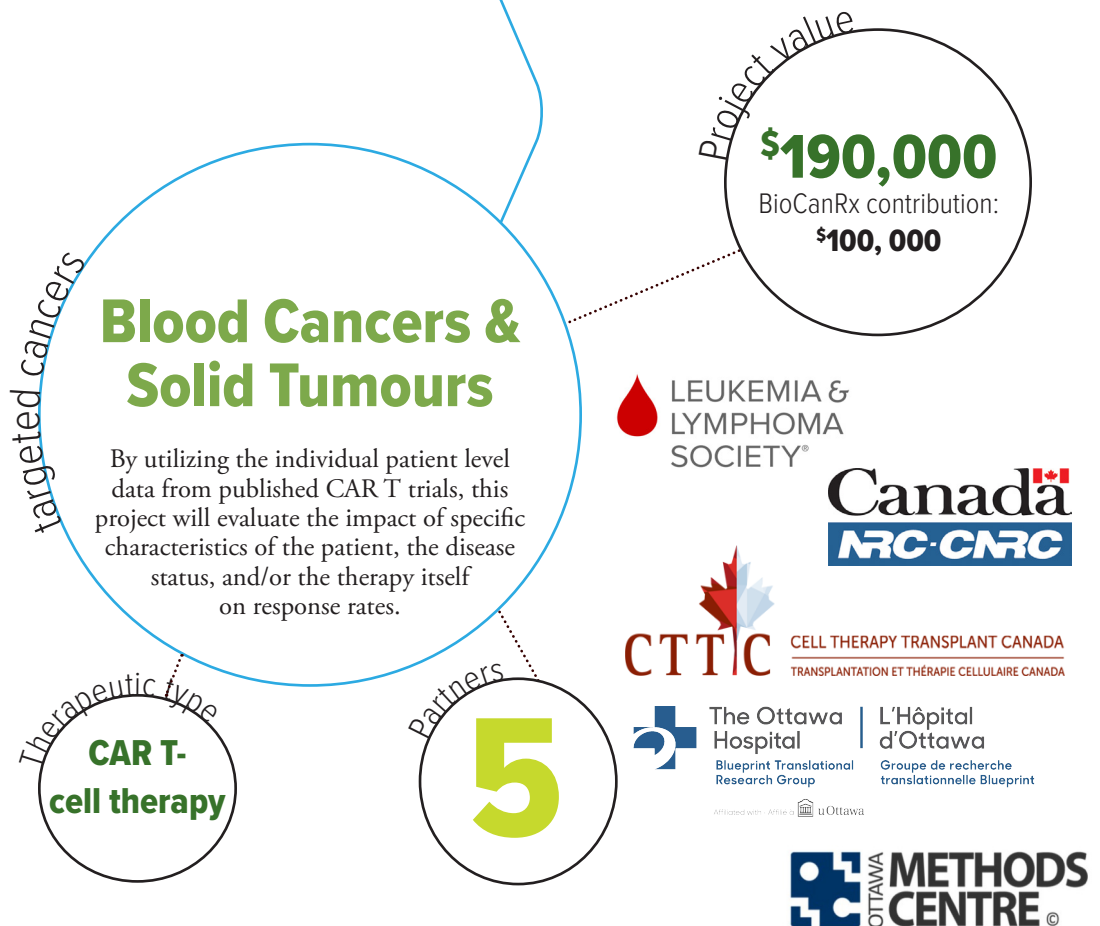 Project value
$190,000
BioCanRx contribution:
$100, 000
targeted cancers
Blood Cancers &
Solid Tumours
By utilizing the individual patient level
data from published CAR T trials, this
project will evaluate the impact of specific
characteristics of the patient, the disease
status, and/or the therapy itself
on response rates.
Therapeutic type
CAR T-
cell therapy
Partners
5
LEUKEMIA &
LYMPHOMA
SOCIETY®
Canada
NRC-CNRC
CTTC
CELL THERAPY TRANSPLANT CANADA
TRANSPLANTATION ET THÉRAPIE CELLULAIRE CANADA
The Ottawa
Hospital
Blueprint Translational
Research Group
L'Hôpital
d'Ottawa
Groupe de recherche
translationnelle Blueprint
Affiliated with · Affilié à uOttawa
OTTAWA
METHODS
CENTRE ©